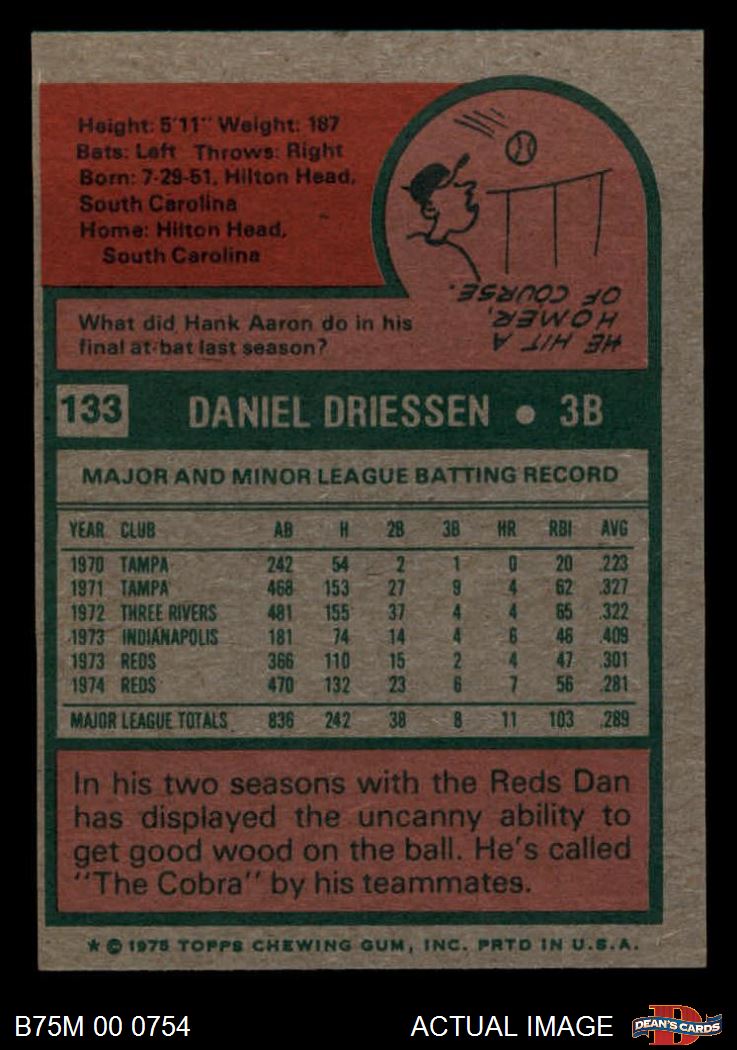 Height: 5'11" Weight: 187
Bats: Left Throws: Right
Born: 7-29-51, Hilton Head,
South Carolina
Home: Hilton Head,
South Carolina
What did Hank Aaron do in his
final at-bat last season?
HE HIT A
HOMER,
OF COURSE.
133 DANIEL DRIESSEN • 3B
MAJOR AND MINOR LEAGUE BATTING RECORD
YEAR CLUB AB H 2B 3B HR RBI AVG
1970 TAMPA 242 54 2 1 0 20 .223
1971 TAMPA 468 153 27 9 4 62 .327
1972 THREE RIVERS 481 155 37 4 4 65 .322
1973 INDIANAPOLIS 181 74 14 4 6 46 .409
1973 REDS 366 110 15 2 4 47 .301
1974 REDS 470 132 23 6 7 56 .281
MAJOR LEAGUE TOTALS 836 242 38 8 11 103 .289
In his two seasons with the Reds Dan
has displayed the uncanny ability to
get good wood on the ball. He's called
"The Cobra" by his teammates.
★ © 1975 TOPPS CHEWING GUM, INC. PRTD IN U.S.A.
B75M 00 0754 ACTUAL IMAGE
D
DEAN'S CARDS